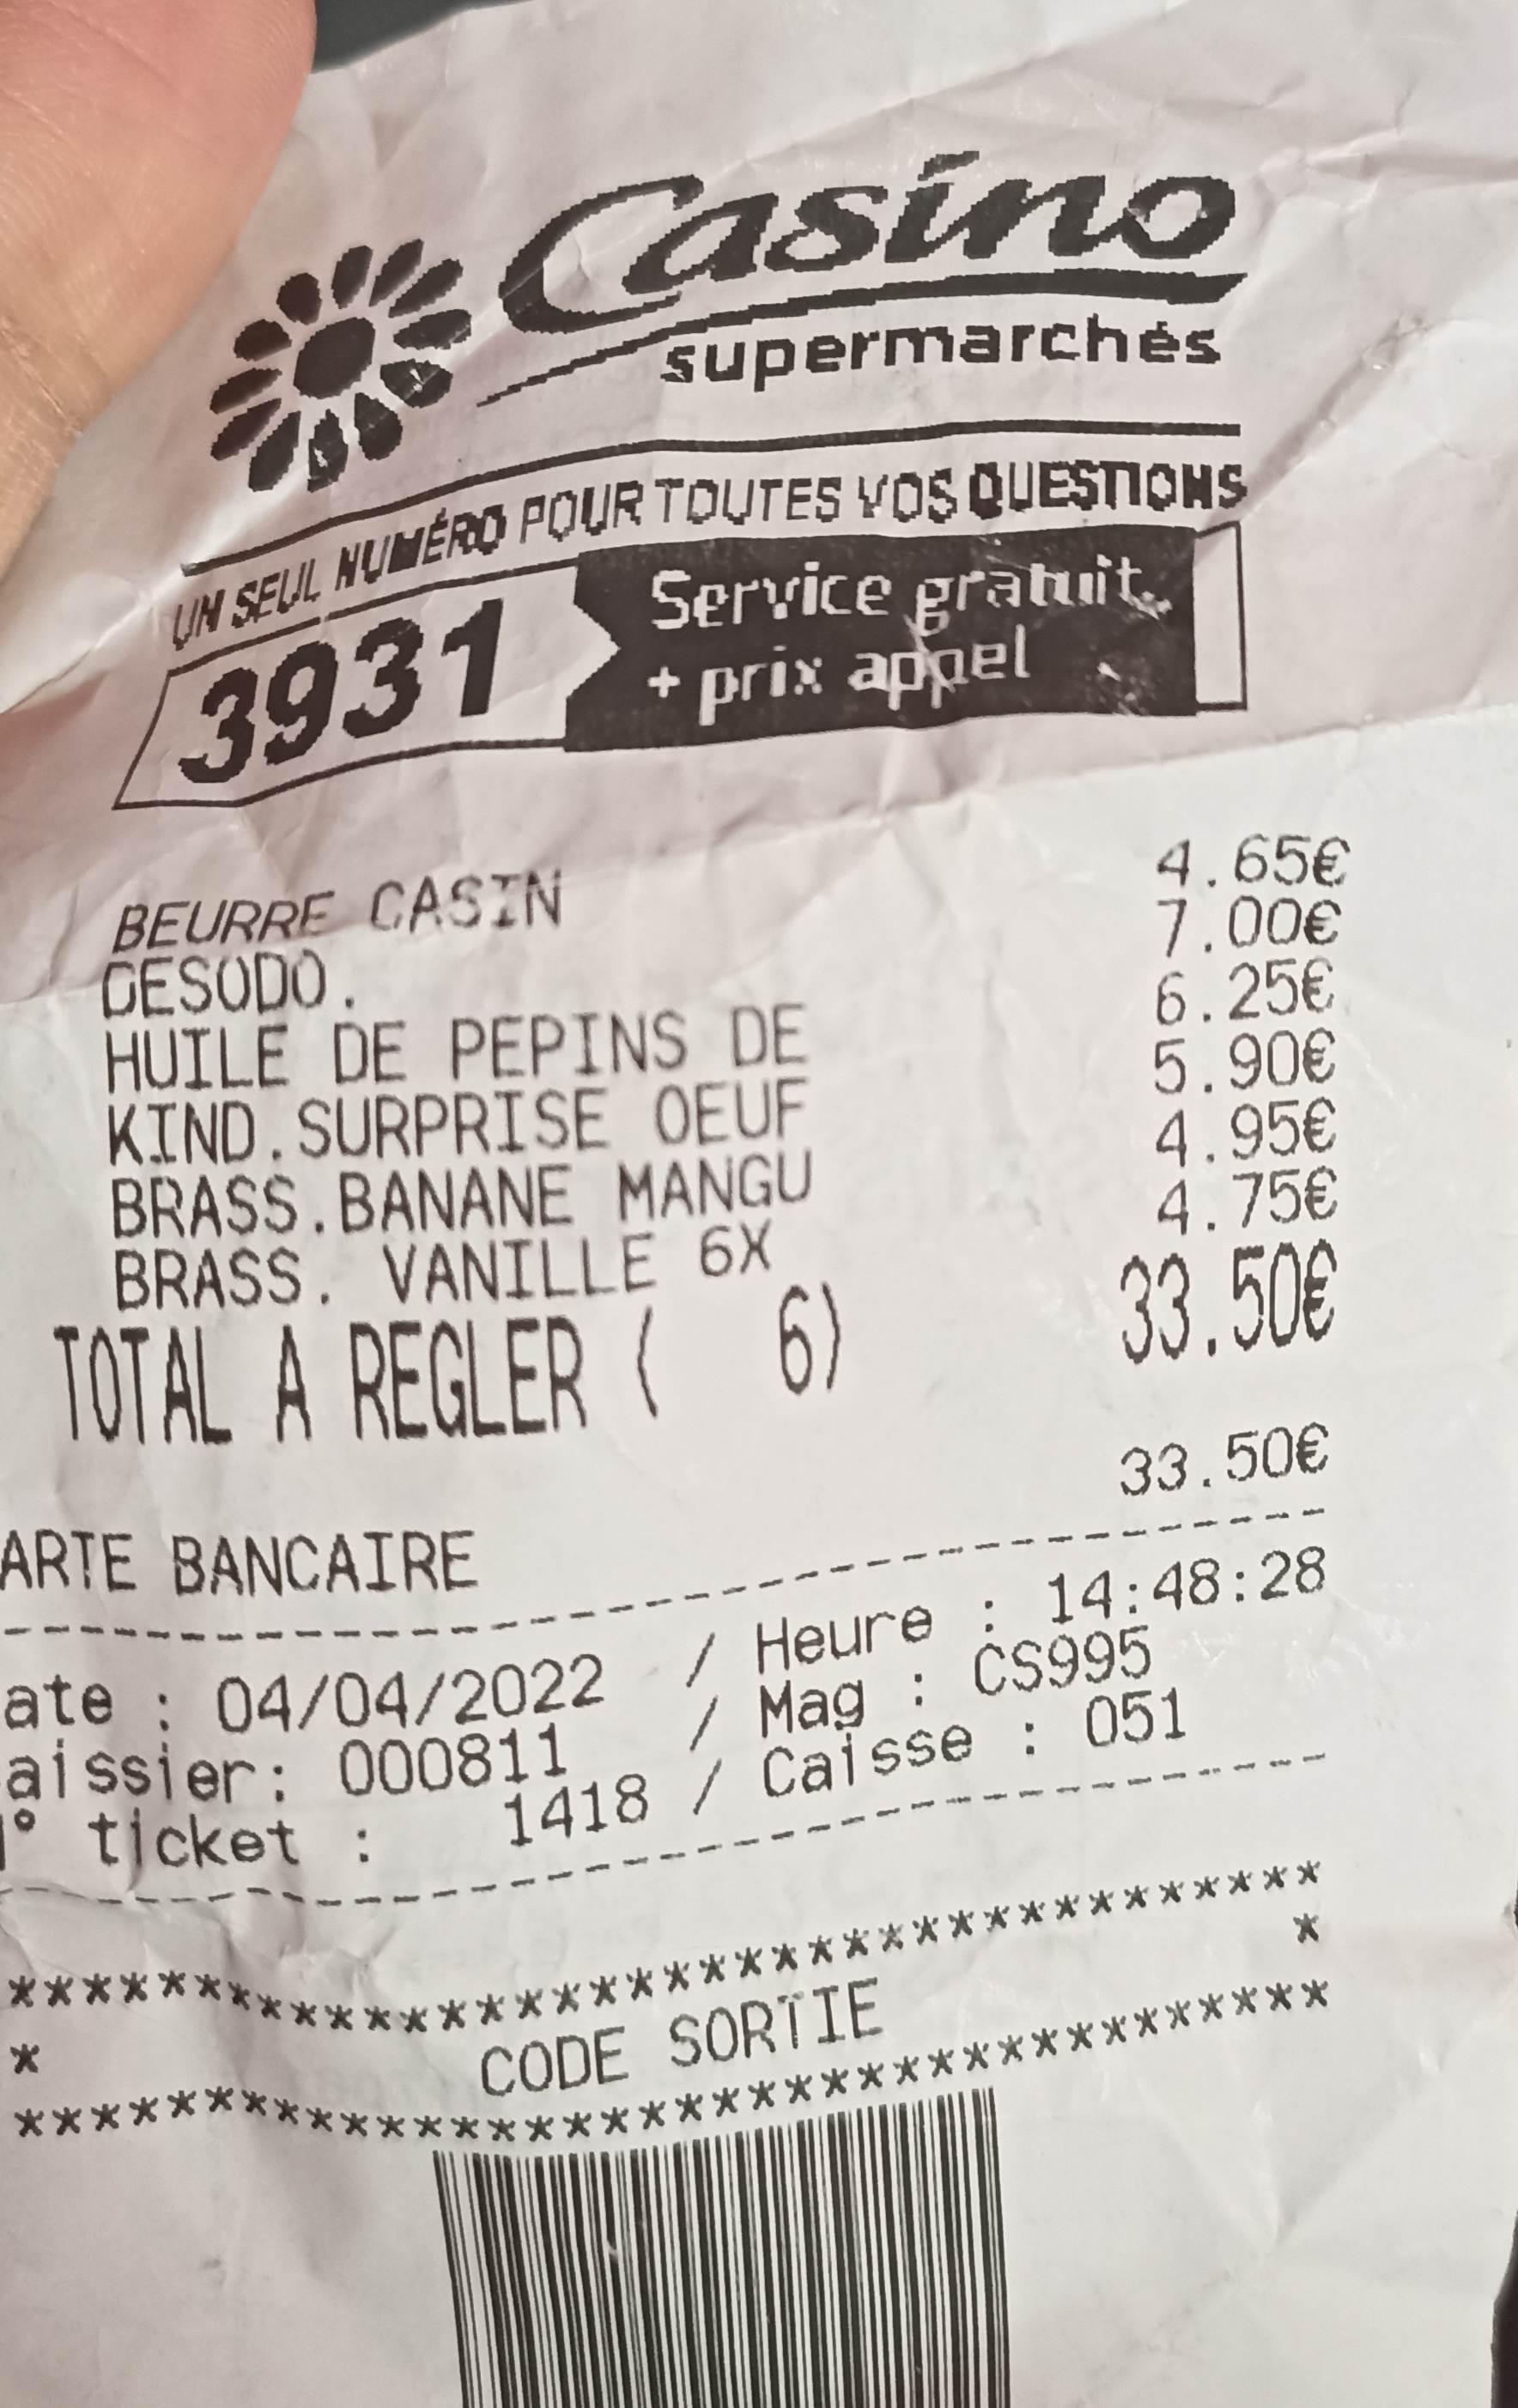 Casino
supermarchés
UN SEUL NUMÉRO POUR TOUTES VOS QUESTIONS
3931 Service gratuit
+ prix appel
BEURRE CASIN 4.65€
DESODO. 7.00€
HUILE DE PEPINS DE 6.25€
KIND.SURPRISE OEUF 5.90€
BRASS.BANANE MANGU 4.95€
BRASS. VANILLE 6X 4.75€
TOTAL A REGLER ( 6) 33.50€
ARTE BANCAIRE 33.50€
--------------------------------
ate : 04/04/2022 / Heure : 14:48:28
aissier: 000811 / Mag : CS995
° ticket : 1418 / Caisse : 051
--------------------------------
************************************
* CODE SORTIE *
************************************